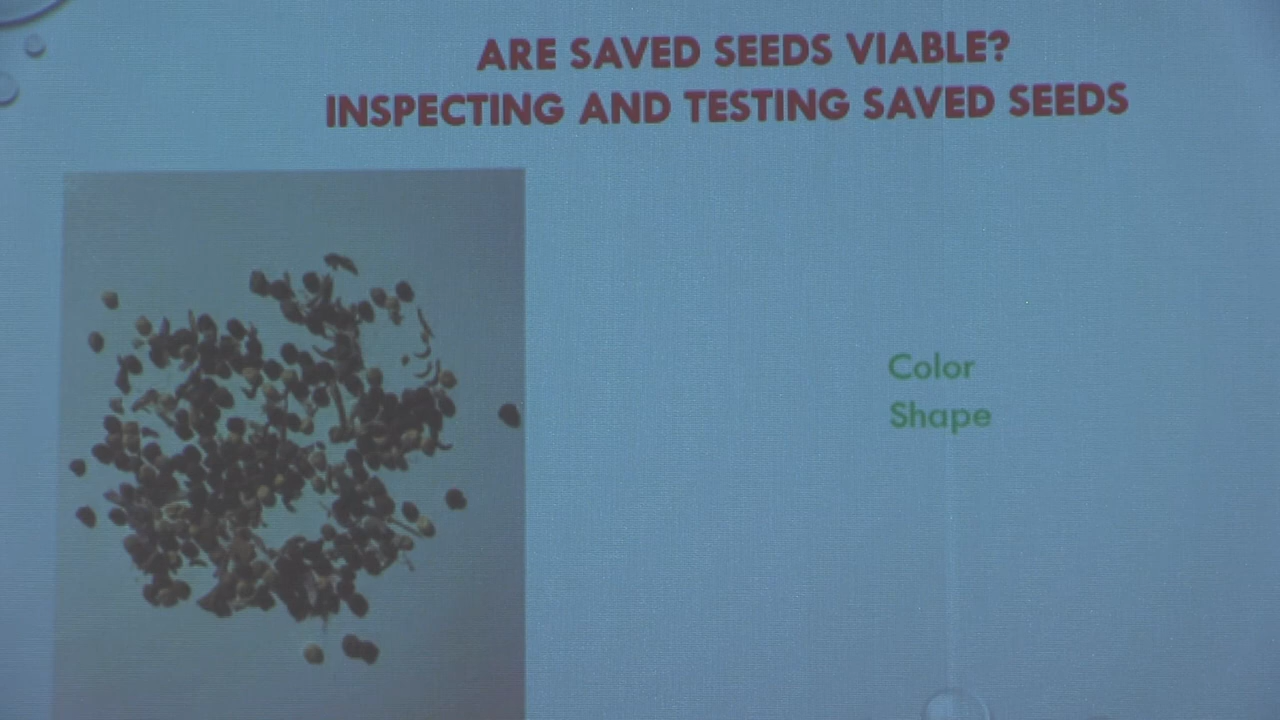 ARE SAVED SEEDS VIABLE?
INSPECTING AND TESTING SAVED SEEDS
Color
Shape